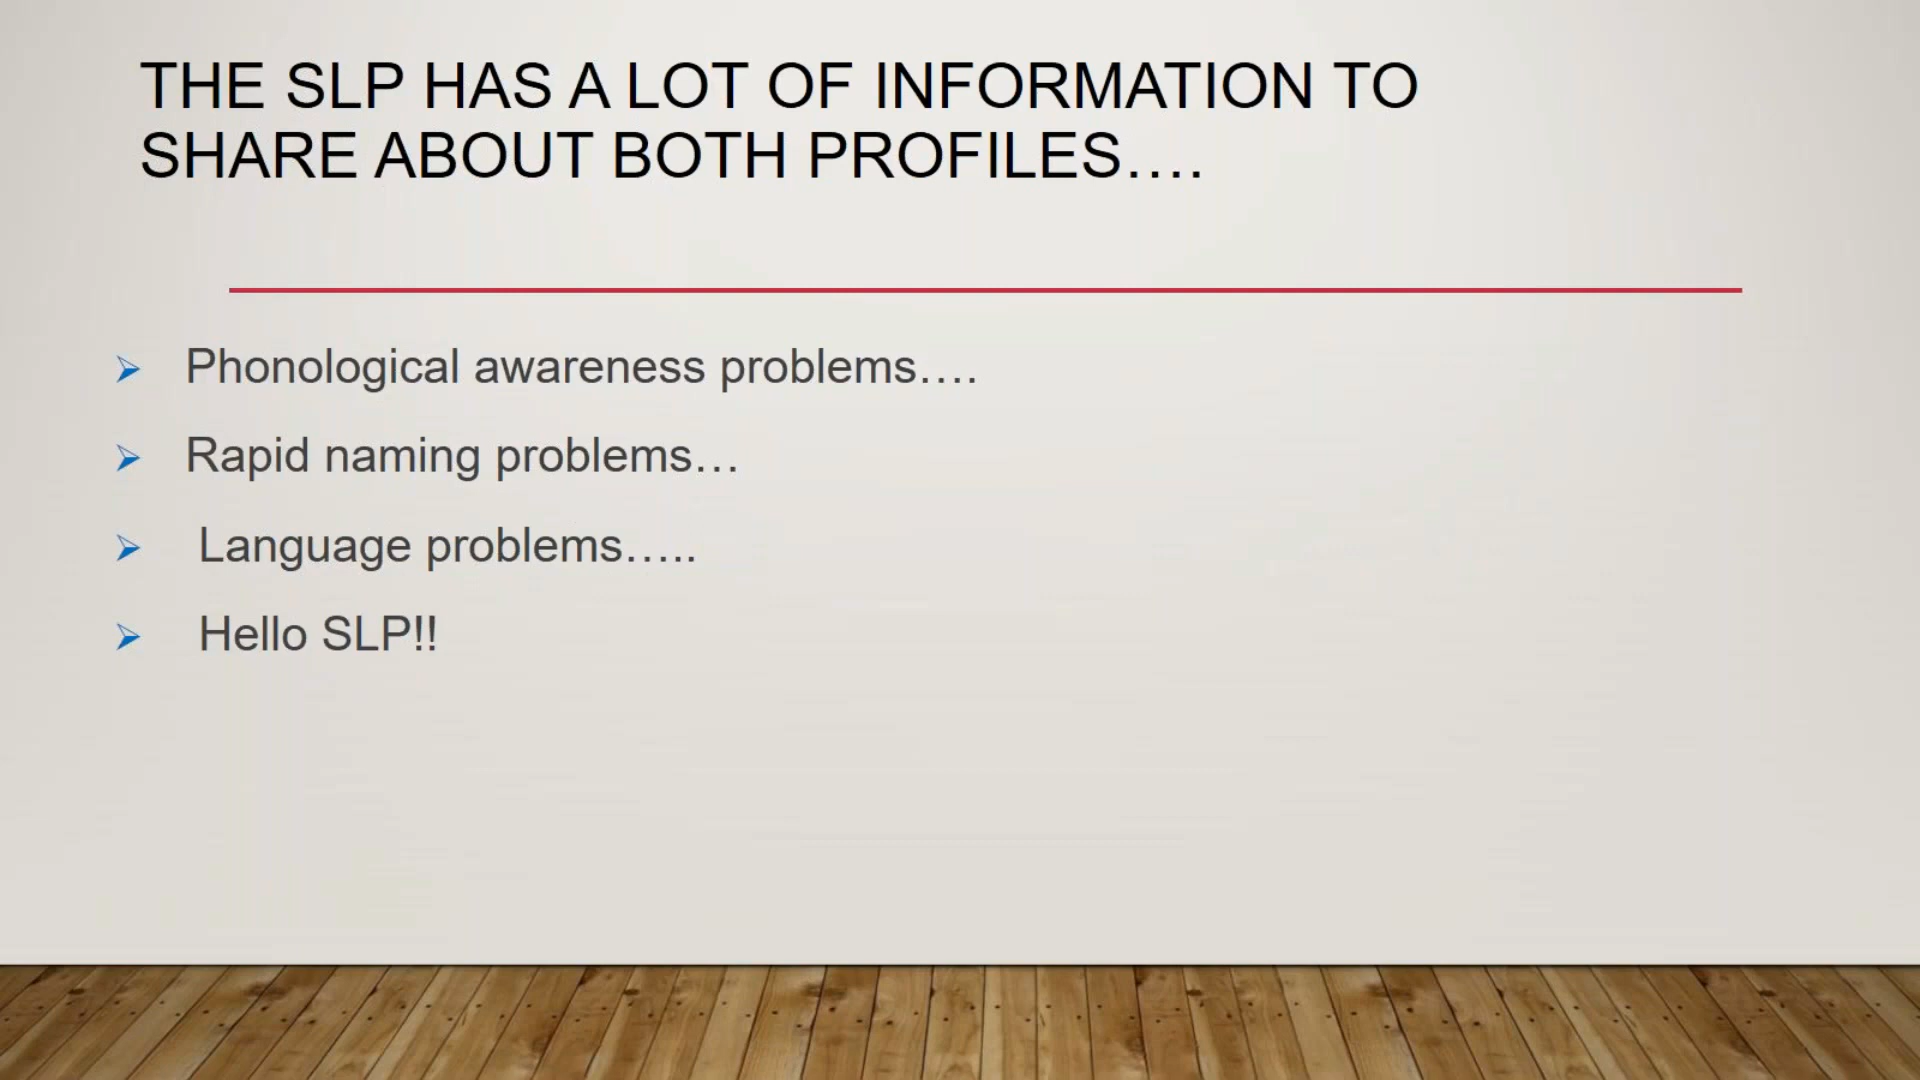 THE SLP HAS A LOT OF INFORMATION TO
SHARE ABOUT BOTH PROFILES….
Phonological awareness problems….
Rapid naming problems…
Language problems…..
Hello SLP!!